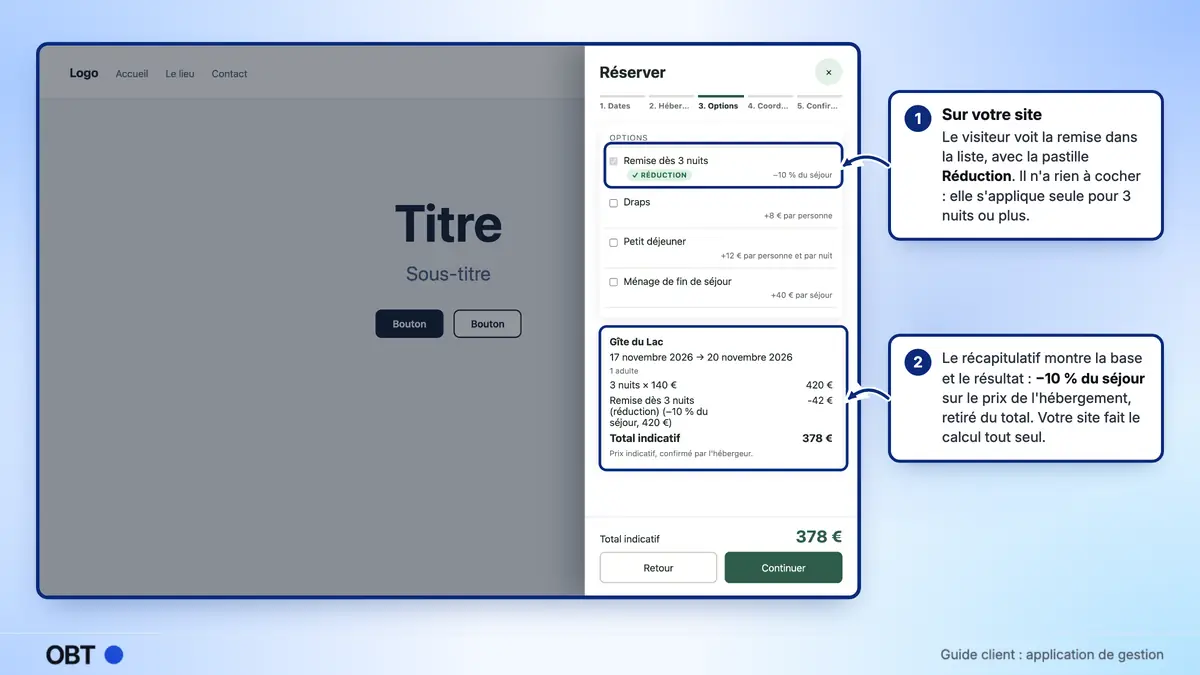 Logo
Accueil
Le lieu
Contact
Titre
Sous-titre
Bouton
Bouton
Réserver
×
1. Dates
2. Héber...
3. Options
4. Coord...
5. Confir...
OPTIONS
Remise dès 3 nuits
✓ RÉDUCTION
−10 % du séjour
Draps
+8 € par personne
Petit déjeuner
+12 € par personne et par nuit
Ménage de fin de séjour
+40 € par séjour
Gîte du Lac
17 novembre 2026 → 20 novembre 2026
1 adulte
3 nuits × 140 €
420 €
Remise dès 3 nuits
(réduction) (−10 % du
séjour, 420 €)
-42 €
Total indicatif
378 €
Prix indicatif, confirmé par l'hébergeur.
Total indicatif
378 €
Retour
Continuer
1
Sur votre site
Le visiteur voit la remise dans
la liste, avec la pastille
Réduction. Il n'a rien à cocher
: elle s'applique seule pour 3
nuits ou plus.
2
Le récapitulatif montre la base
et le résultat : −10 % du séjour
sur le prix de l'hébergement,
retiré du total. Votre site fait le
calcul tout seul.
OBT
Guide client : application de gestion